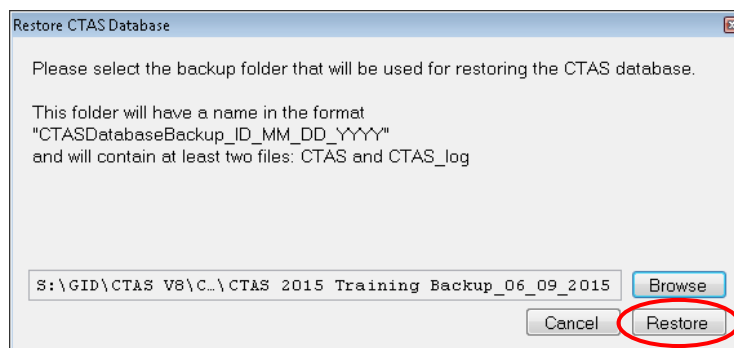 Restore CTAS Database
Please select the backup folder that will be used for restoring the CTAS database.
This folder will have a name in the format
"CTASDatabaseBackup_ID_MM_DD_YYYY"
and will contain at least two files: CTAS and CTAS_log
S:\GID\CTAS V8\C…\CTAS 2015 Training Backup_06_09_2015 Browse
Cancel Restore